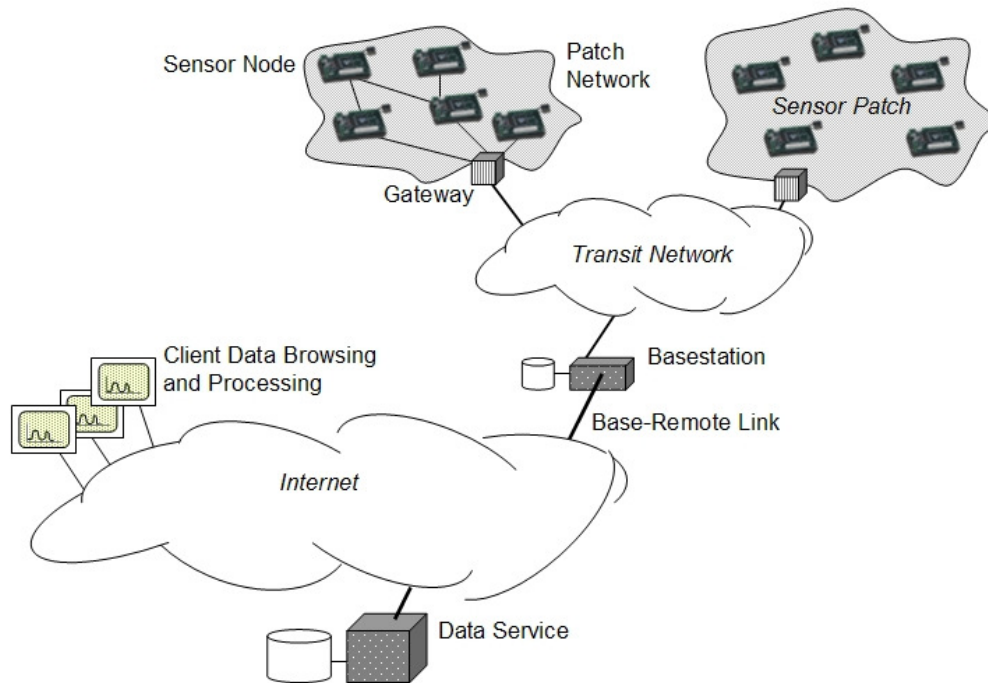 Sensor Node
Patch
Network
Sensor Patch
Gateway
Transit Network
Client Data Browsing
and Processing
Basestation
Base-Remote Link
Internet
Data Service